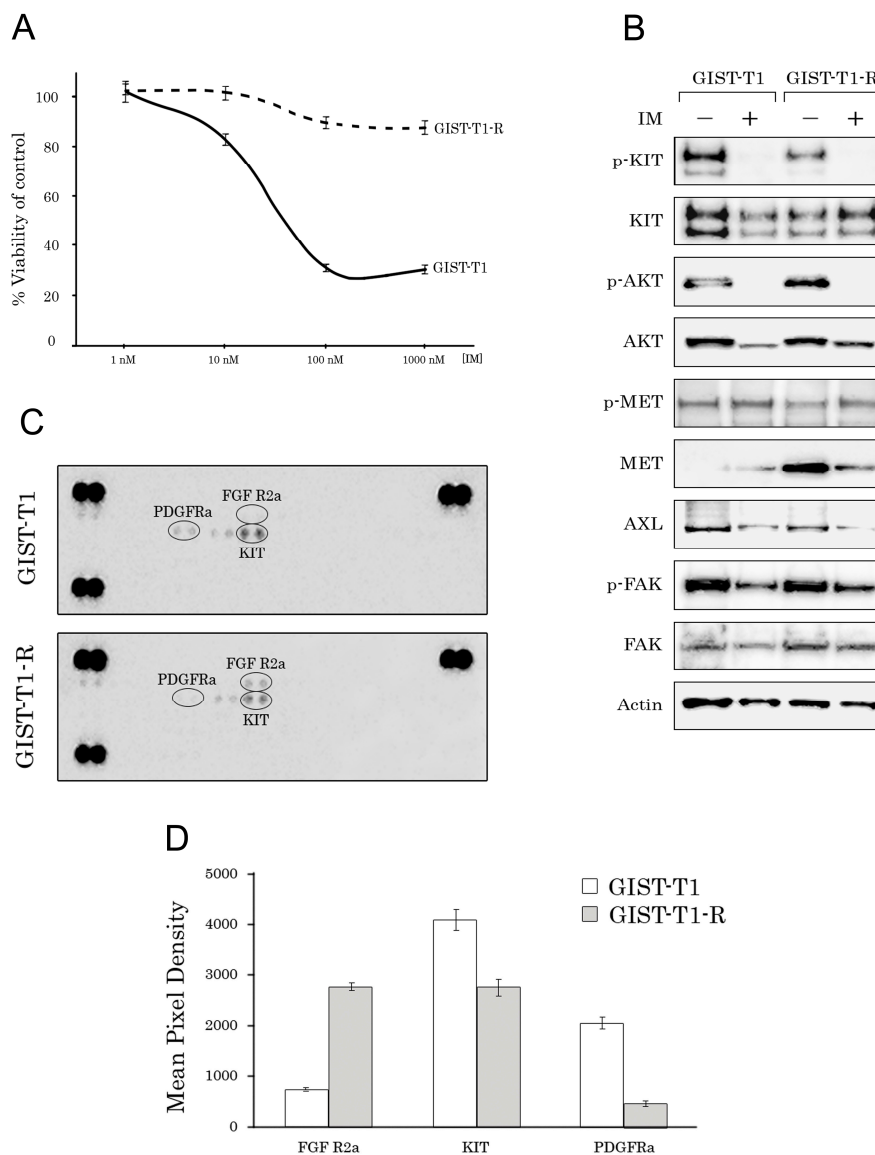 A
% Viability of control
100
80
60
40
20
0
GIST-T1-R
GIST-T1
1 nM 10 nM 100 nM 1000 nM [IM]
B
GIST-T1 GIST-T1-R
IM − + − +
p-KIT
KIT
p-AKT
AKT
p-MET
MET
AXL
p-FAK
FAK
Actin
C
GIST-T1
FGF R2a
PDGFRa
KIT
GIST-T1-R
FGF R2a
PDGFRa
KIT
D
Mean Pixel Density
5000
4000
3000
2000
1000
0
GIST-T1
GIST-T1-R
FGF R2a KIT PDGFRa